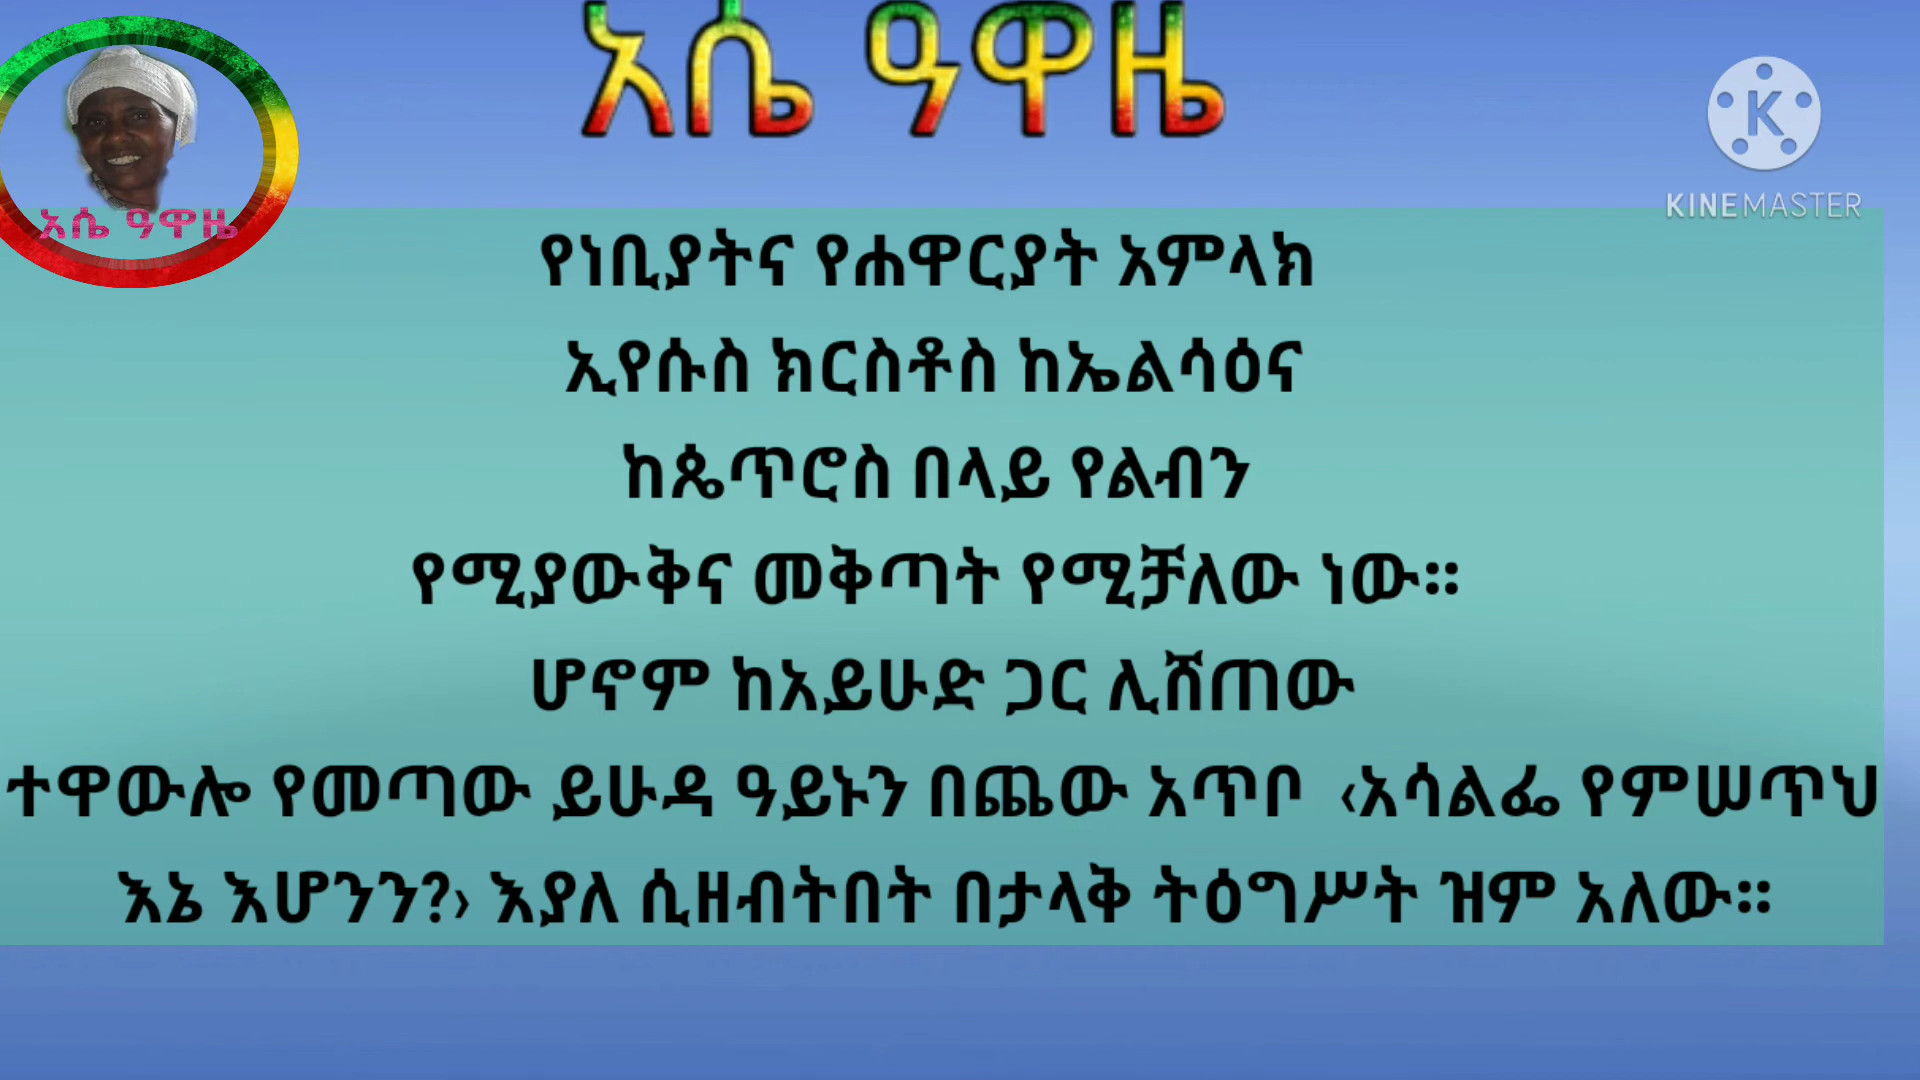 አሴ ዓዋዜ
አሴ ዓዋዜ
KINEMASTER
የነቢያትና የሐዋርያት አምላክ
ኢየሱስ ክርስቶስ ከኤልሳዕና
ከጴጥሮስ በላይ የልብን
የሚያውቅና መቅጣት የሚቻለው ነው።
ሆኖም ከአይሁድ ጋር ሊሸጠው
ተዋውሎ የመጣው ይሁዳ ዓይኑን በጨው አጥቦ ‹አሳልፌ የምሠጥህ
እኔ እሆንን?› እያለ ሲዘብትበት በታላቅ ትዕግሥት ዝም አለው።